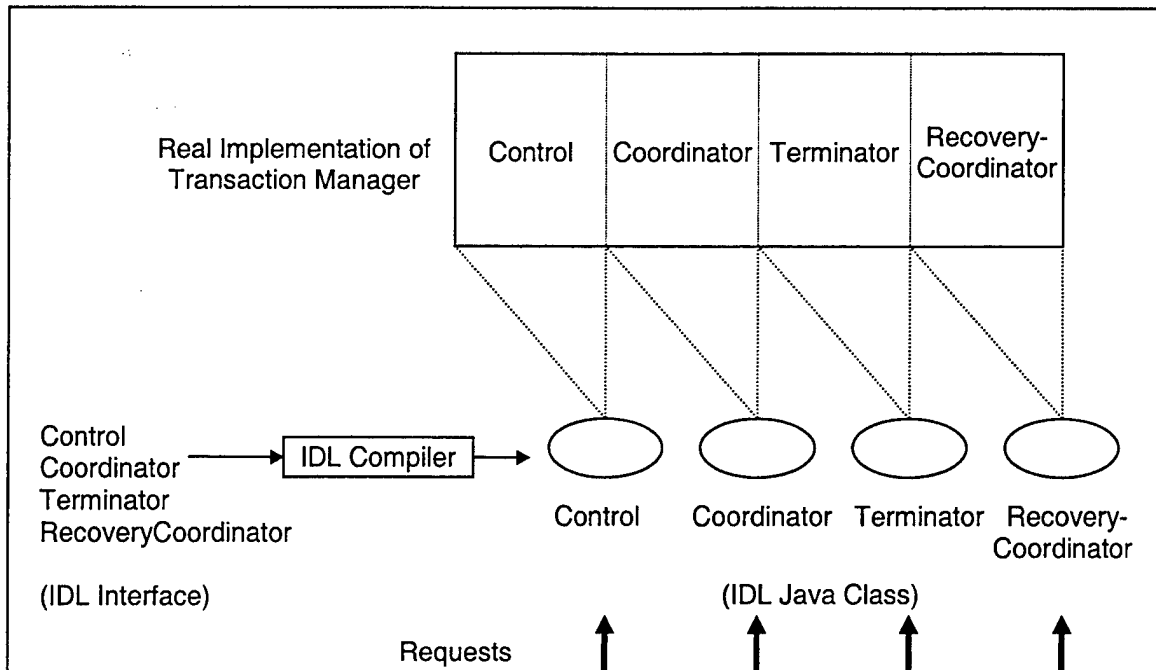 Real Implementation of
Transaction Manager
Control
Coordinator
Terminator
Recovery-
Coordinator
Control
Coordinator
Terminator
RecoveryCoordinator
(IDL Interface)
IDL Compiler
Control
Coordinator
Terminator
Recovery-
Coordinator
(IDL Java Class)
Requests